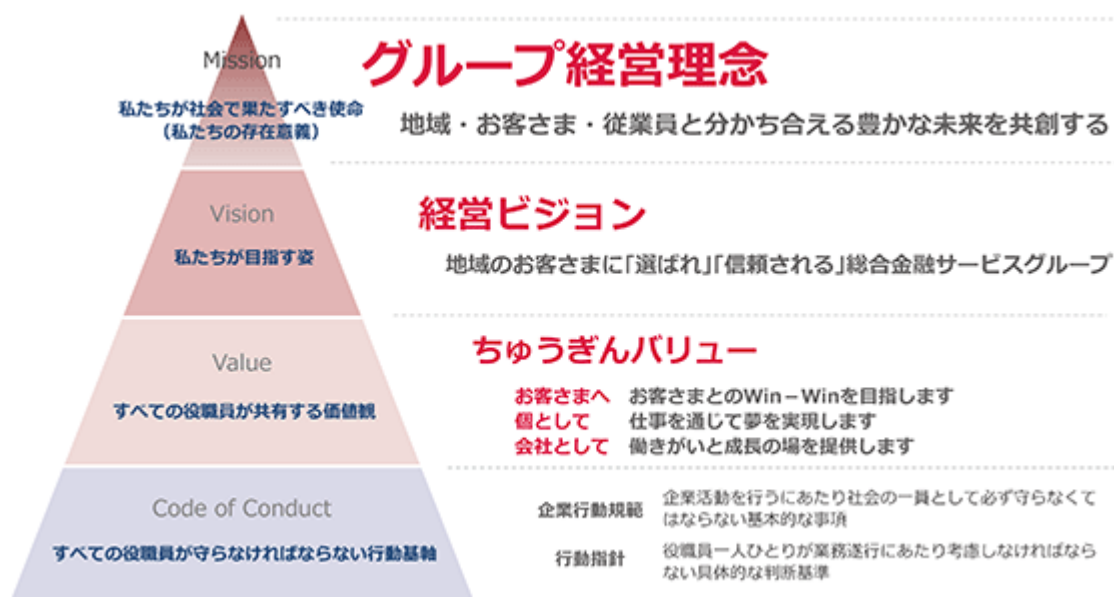 Mission
私たちが社会で果たすべき使命
（私たちの存在意義）
グループ経営理念
地域・お客さま・従業員と分かち合える豊かな未来を共創する
Vision
私たちが目指す姿
経営ビジョン
地域のお客さまに「選ばれ」「信頼される」総合金融サービスグループ
Value
すべての役職員が共有する価値観
ちゅうぎんバリュー
お客さまへ お客さまとのWin－Winを目指します
個として 仕事を通じて夢を実現します
会社として 働きがいと成長の場を提供します
Code of Conduct
すべての役職員が守らなければならない行動基軸
企業行動規範 企業活動を行うにあたり社会の一員として必ず守らなくて
はならない基本的な事項
行動指針 役職員一人ひとりが業務遂行にあたり考慮しなければなら
ない具体的な判断基準